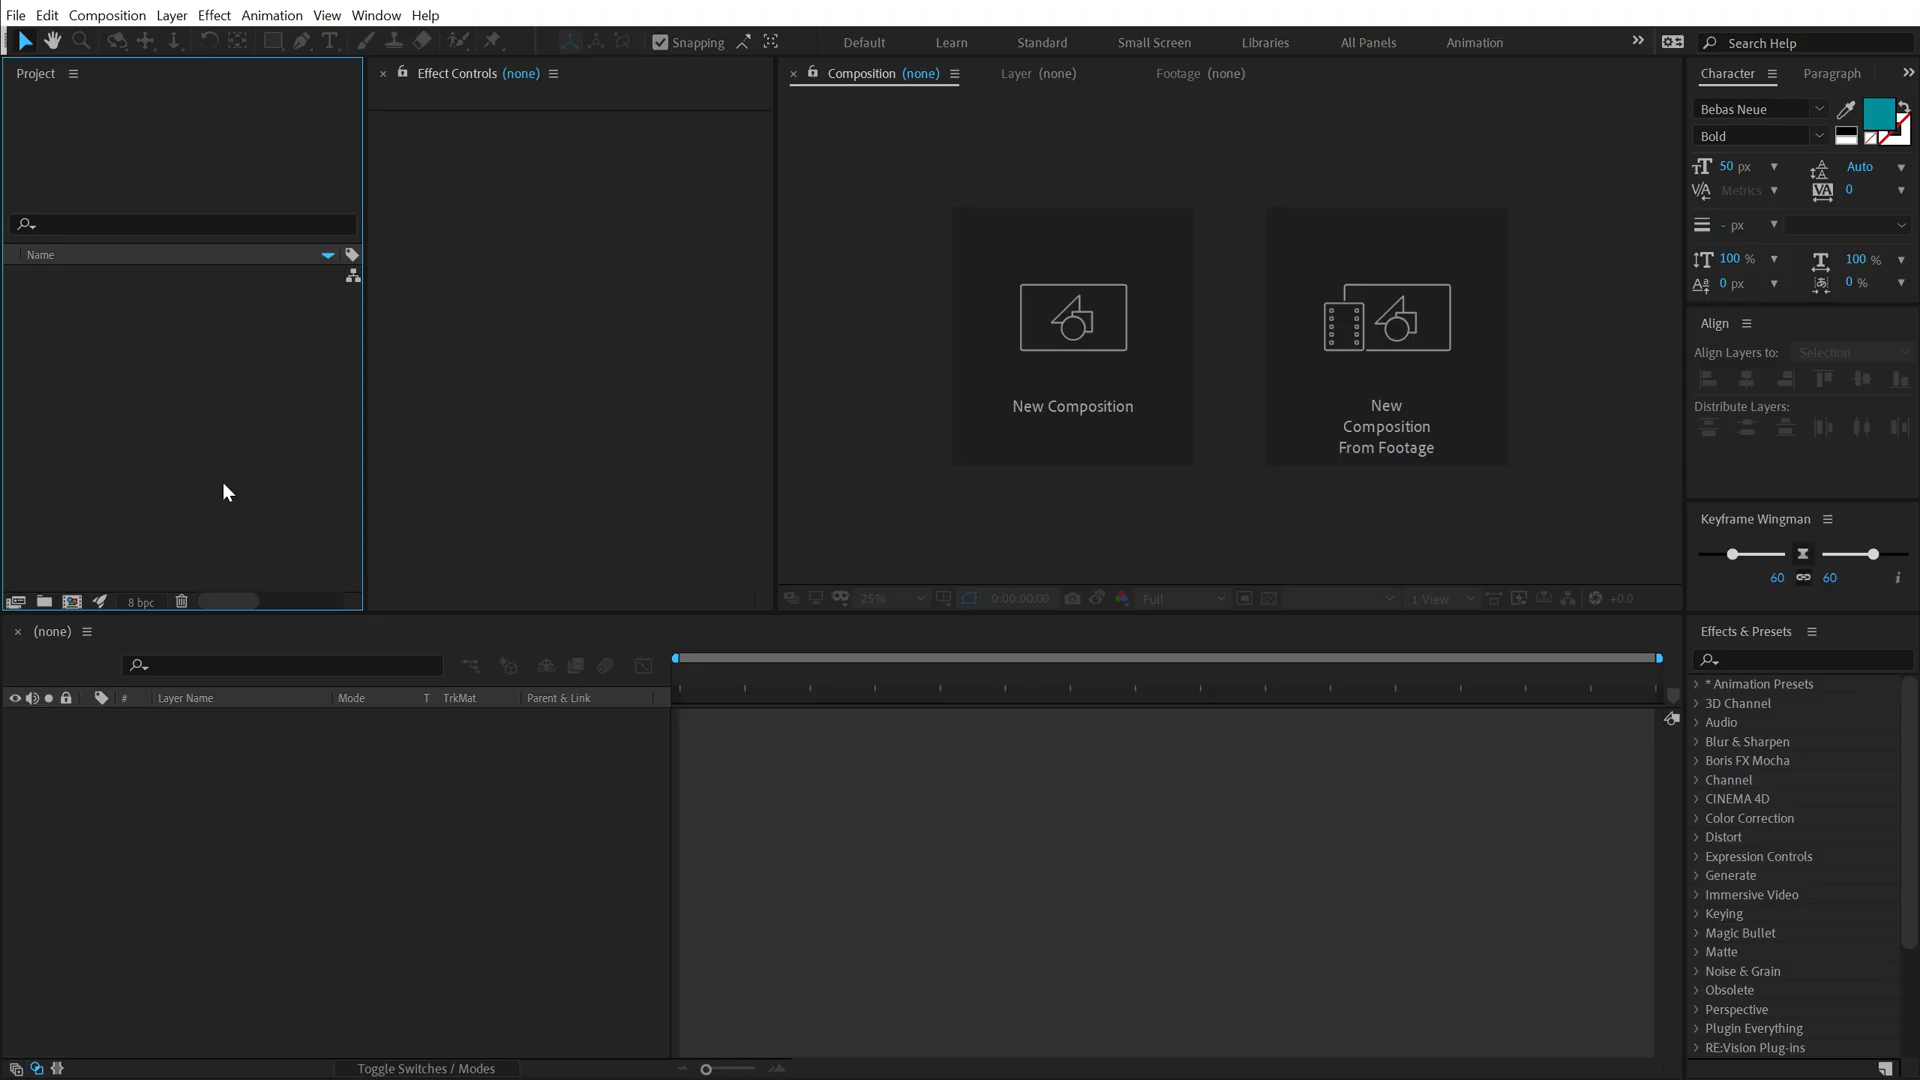 File Edit Composition Layer Effect Animation View Window Help
Snapping Default Learn Standard Small Screen Libraries All Panels Animation Search Help
Project
Effect Controls (none)
Composition (none) Layer (none) Footage (none)
Character Paragraph
Bebas Neue
Bold
50 px Auto
Metrics 0
- px
100 % 100 %
0 px 0 %
Name
New Composition
New
Composition
From Footage
Align
Align Layers to: Selection
Distribute Layers:
Keyframe Wingman
60 60
8 bpc
25% 0:00:00:00 Full 1 View +0.0
(none)
# Layer Name Mode T TrkMat Parent & Link
Effects & Presets
* Animation Presets
3D Channel
Audio
Blur & Sharpen
Boris FX Mocha
Channel
CINEMA 4D
Color Correction
Distort
Expression Controls
Generate
Immersive Video
Keying
Magic Bullet
Matte
Noise & Grain
Obsolete
Perspective
Plugin Everything
RE:Vision Plug-ins
Toggle Switches / Modes